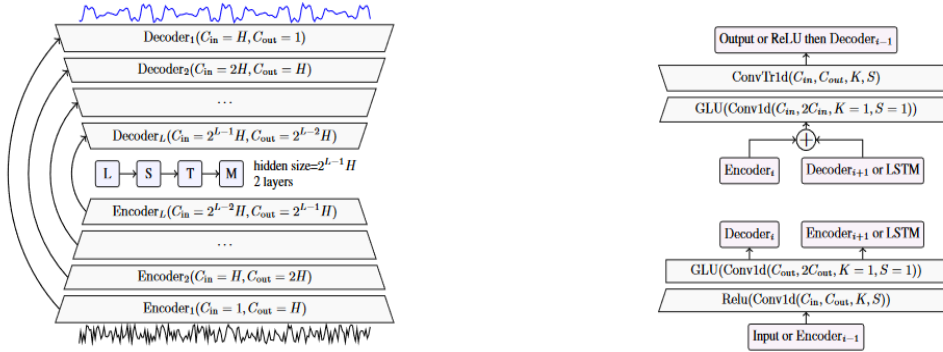 Decoder₁(C_in = H, C_out = 1)
Decoder₂(C_in = 2H, C_out = H)
...
Decoder_L(C_in = 2^{L−1}H, C_out = 2^{L−2}H)
L S T M
hidden size=2^{L−1}H
2 layers
Encoder_L(C_in = 2^{L−2}H, C_out = 2^{L−1}H)
...
Encoder₂(C_in = H, C_out = 2H)
Encoder₁(C_in = 1, C_out = H)
Output or ReLU then Decoder_{i−1}
ConvTr1d(C_in, C_out, K, S)
GLU(Conv1d(C_in, 2C_in, K = 1, S = 1))
+
Encoder_i
Decoder_{i+1} or LSTM
Decoder_i
Encoder_{i+1} or LSTM
GLU(Conv1d(C_out, 2C_out, K = 1, S = 1))
Relu(Conv1d(C_in, C_out, K, S)
Input or Encoder_{i−1}